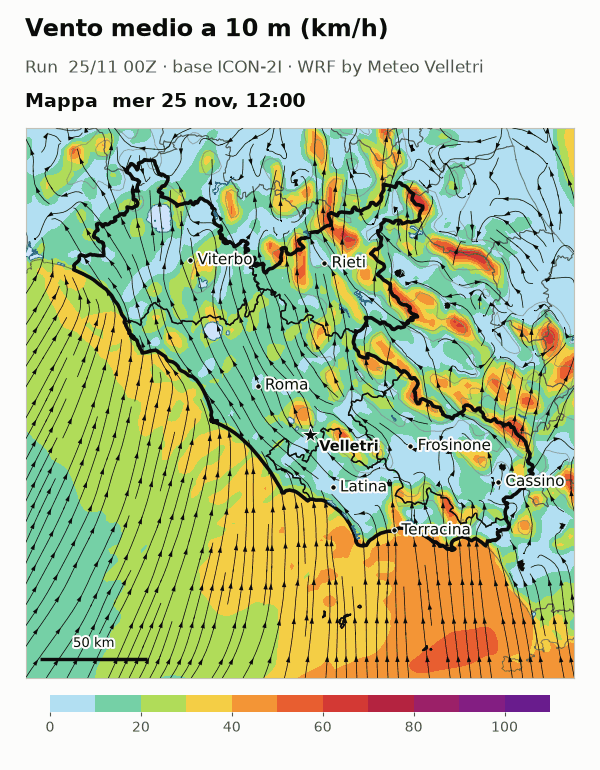 Vento medio a 10 m (km/h)
Run  25/11 00Z · base ICON-2I · WRF by Meteo Velletri
Mappa  mer 25 nov, 12:00
Viterbo
Rieti
Roma
Velletri
Frosinone
Cassino
Latina
Terracina
50 km
0 20 40 60 80 100